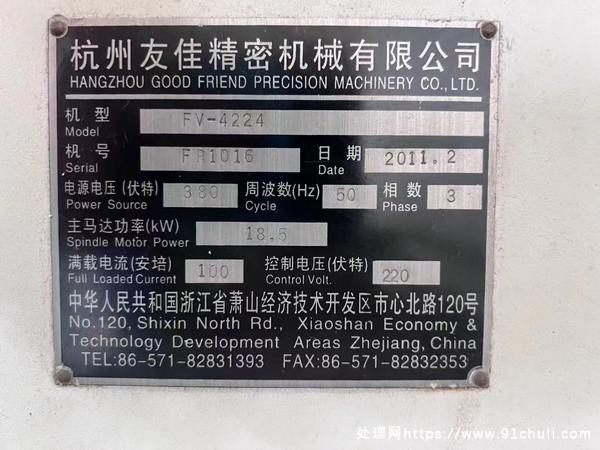 杭州友佳精密机械有限公司
HANGZHOU GOOD FRIEND PRECISION MACHINERY CO.,LTD.
机 型 FV-4224
Model
机 号 FR1016 日 期 2011.2
Serial Date
电源电压(伏特) 380 周波数(Hz) 50 相 数 3
Power Source Cycle Phase
主马达功率(kW) 18.5
Spindle Motor Power
满载电流(安培) 100 控制电压(伏特) 220
Full Loaded Current Control Volt.
中华人民共和国浙江省萧山经济技术开发区市心北路120号
No.120, Shixin North Rd., Xiaoshan Economy &
Technology Development Areas Zhejiang, China
TEL:86-571-82831393 FAX:86-571-82832353
处理网https://www.91chuli.com/